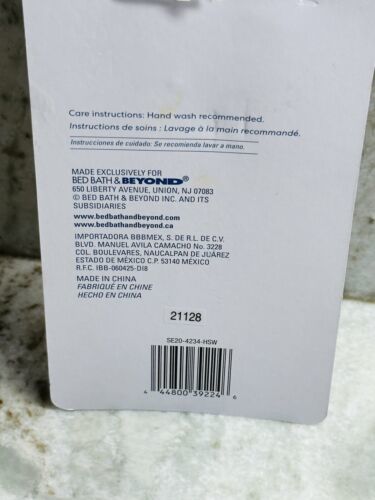 Care instructions: Hand wash recommended.
Instructions de soins : Lavage à la main recommandé.
Instrucciones de cuidado: Se recomienda lavar a mano.
MADE EXCLUSIVELY FOR
BED BATH & BEYOND®
650 LIBERTY AVENUE, UNION, NJ 07083
© BED BATH & BEYOND INC. AND ITS
SUBSIDIARIES
www.bedbathandbeyond.com
www.bedbathandbeyond.ca
IMPORTADORA BBBMEX, S. DE R.L. DE C.V.
BLVD. MANUEL AVILA CAMACHO No. 3228
COL. BOULEVARES, NAUCALPAN DE JUÁREZ
ESTADO DE MÉXICO C.P. 53140 MÉXICO
R.F.C. IBB-060425-DI8
MADE IN CHINA
FABRIQUÉ EN CHINE
HECHO EN CHINA
21128
SE20-4234-HSW
4 44800 39224 6